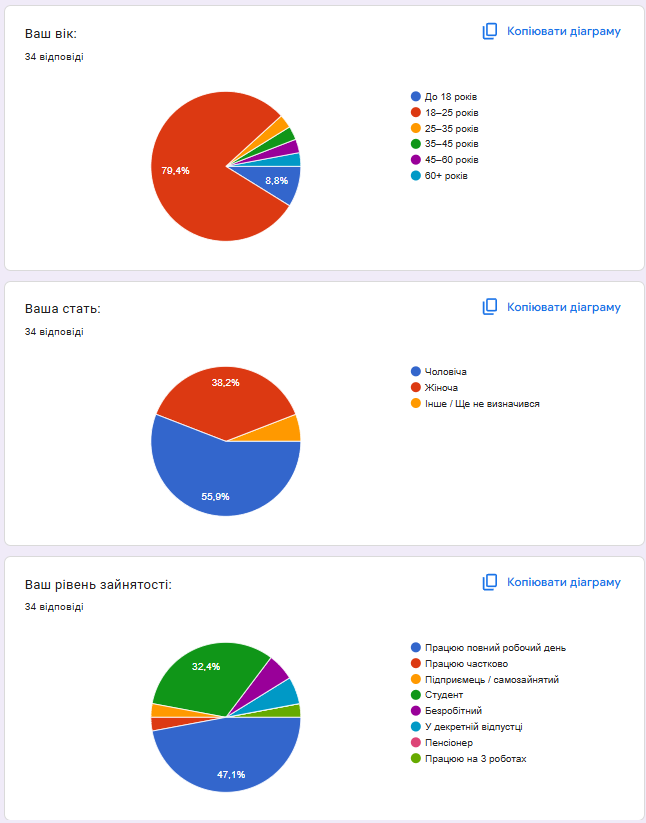 Ваш вік:
Копіювати діаграму
34 відповіді
До 18 років
18–25 років
25–35 років
35–45 років
45–60 років
60+ років
79,4%
8,8%
Ваша стать:
Копіювати діаграму
34 відповіді
Чоловіча
Жіноча
Інше / Ще не визначився
38,2%
55,9%
Ваш рівень зайнятості:
Копіювати діаграму
34 відповіді
Працюю повний робочий день
Працюю частково
Підприємець / самозайнятий
Студент
Безробітний
У декретній відпустці
Пенсіонер
Працюю на 3 роботах
32,4%
47,1%